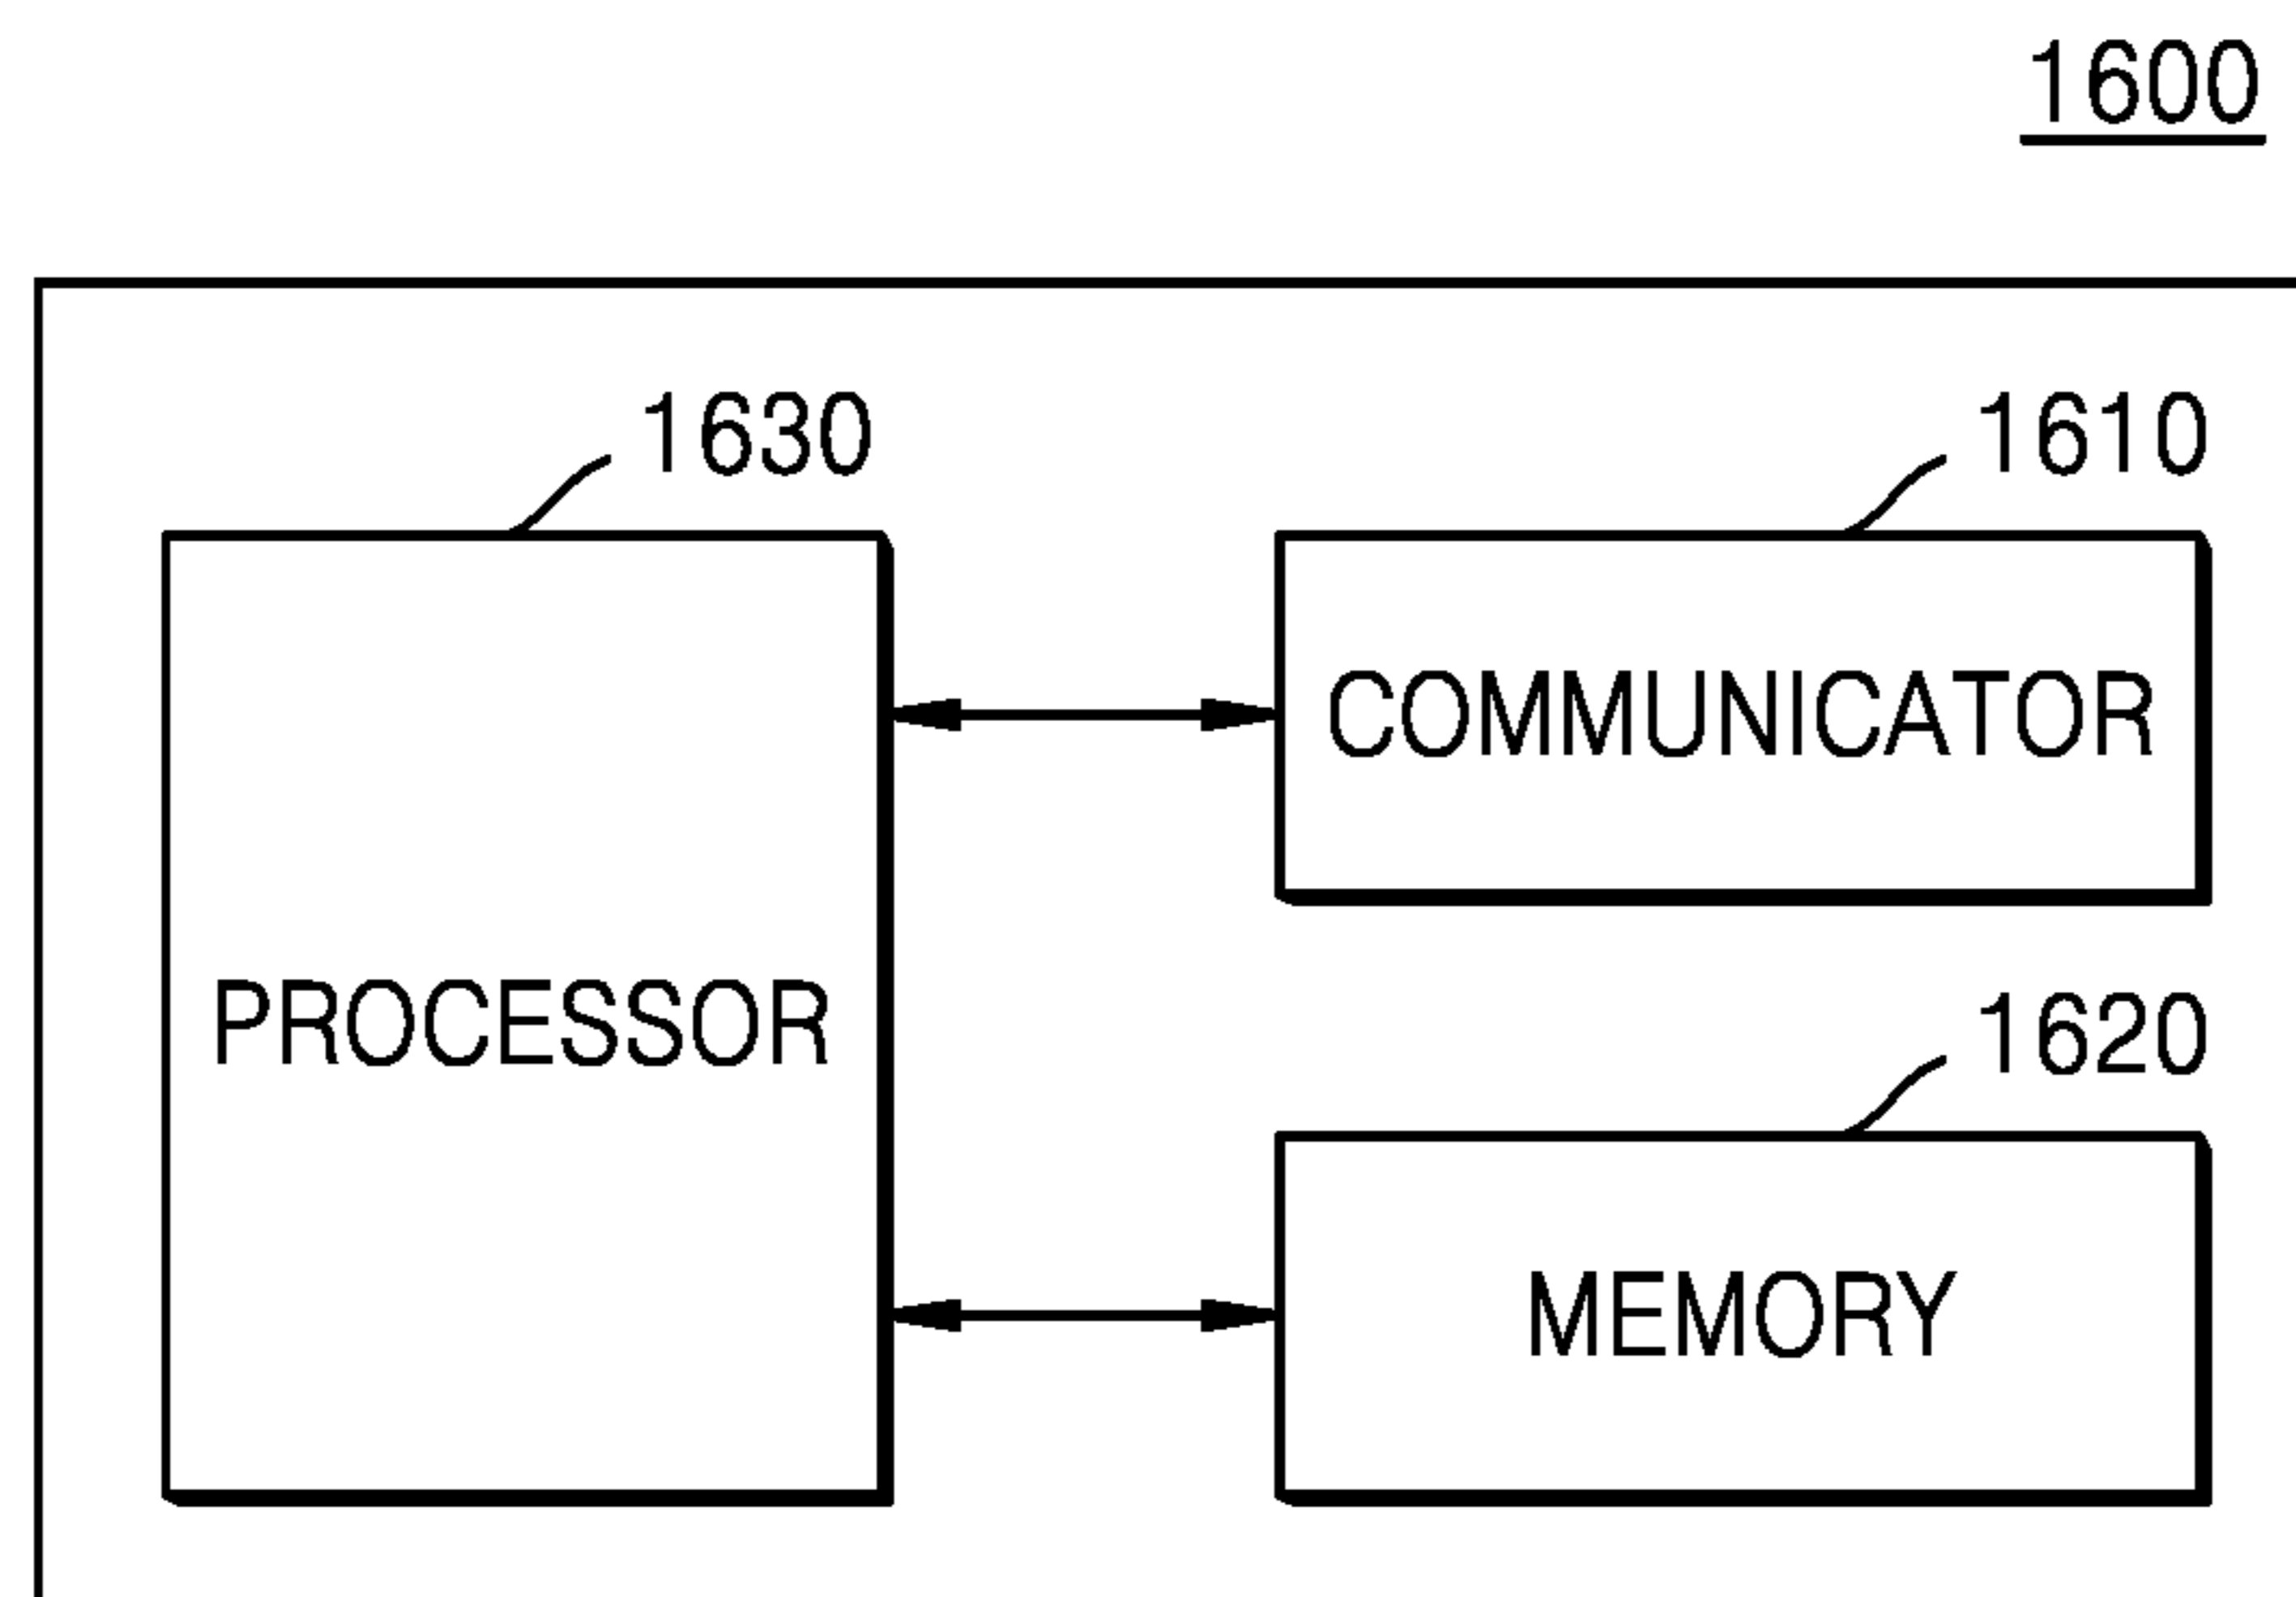 1600
1630
1610
COMMUNICATOR
PROCESSOR
1620
MEMORY